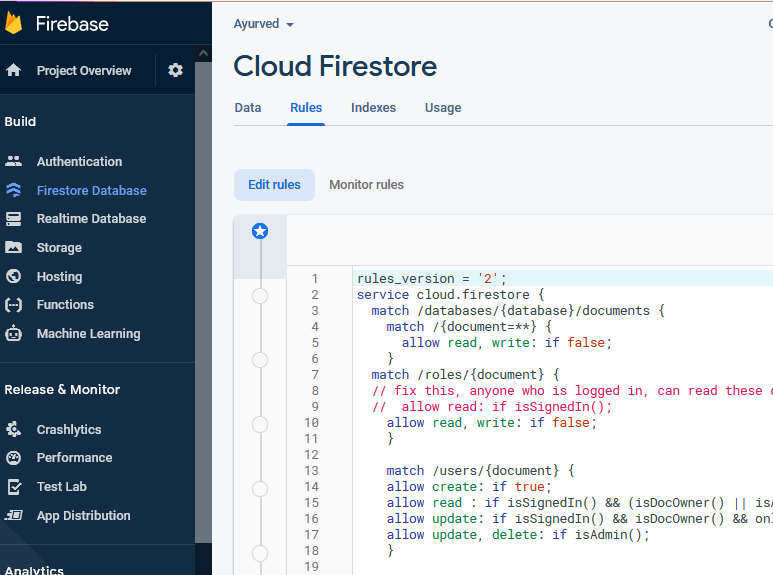 Firebase
Project Overview
Build
Authentication
Firestore Database
Realtime Database
Storage
Hosting
Functions
Machine Learning
Release & Monitor
Crashlytics
Performance
Test Lab
App Distribution
Analytics
Ayurved
Cloud Firestore
Data Rules Indexes Usage
Edit rules Monitor rules
1 rules_version = '2';
2 service cloud.firestore {
3 match /databases/{database}/documents {
4 match /{document=**} {
5 allow read, write: if false;
6 }
7 match /roles/{document} {
8 // fix this, anyone who is logged in, can read these
9 // allow read: if isSignedIn();
10 allow read, write: if false;
11 }
12
13 match /users/{document} {
14 allow create: if true;
15 allow read : if isSignedIn() && (isDocOwner() ||
16 allow update: if isSignedIn() && isDocOwner() &&
17 allow update, delete: if isAdmin();
18 }
19